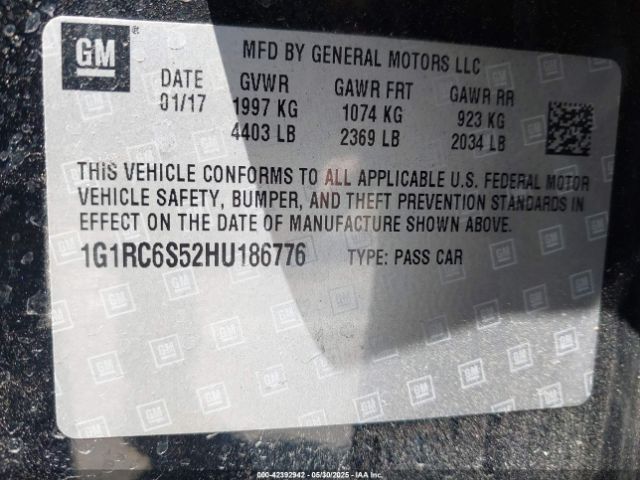 GM ®
MFD BY GENERAL MOTORS LLC
DATE GVWR GAWR FRT GAWR RR
01/17 1997 KG 1074 KG 923 KG
4403 LB 2369 LB 2034 LB
THIS VEHICLE CONFORMS TO ALL APPLICABLE U.S. FEDERAL MOTOR
VEHICLE SAFETY, BUMPER, AND THEFT PREVENTION STANDARDS IN
EFFECT ON THE DATE OF MANUFACTURE SHOWN ABOVE.
1G1RC6S52HU186776 TYPE: PASS CAR
000-42392942 - 05/30/2025 - IAAI.COM